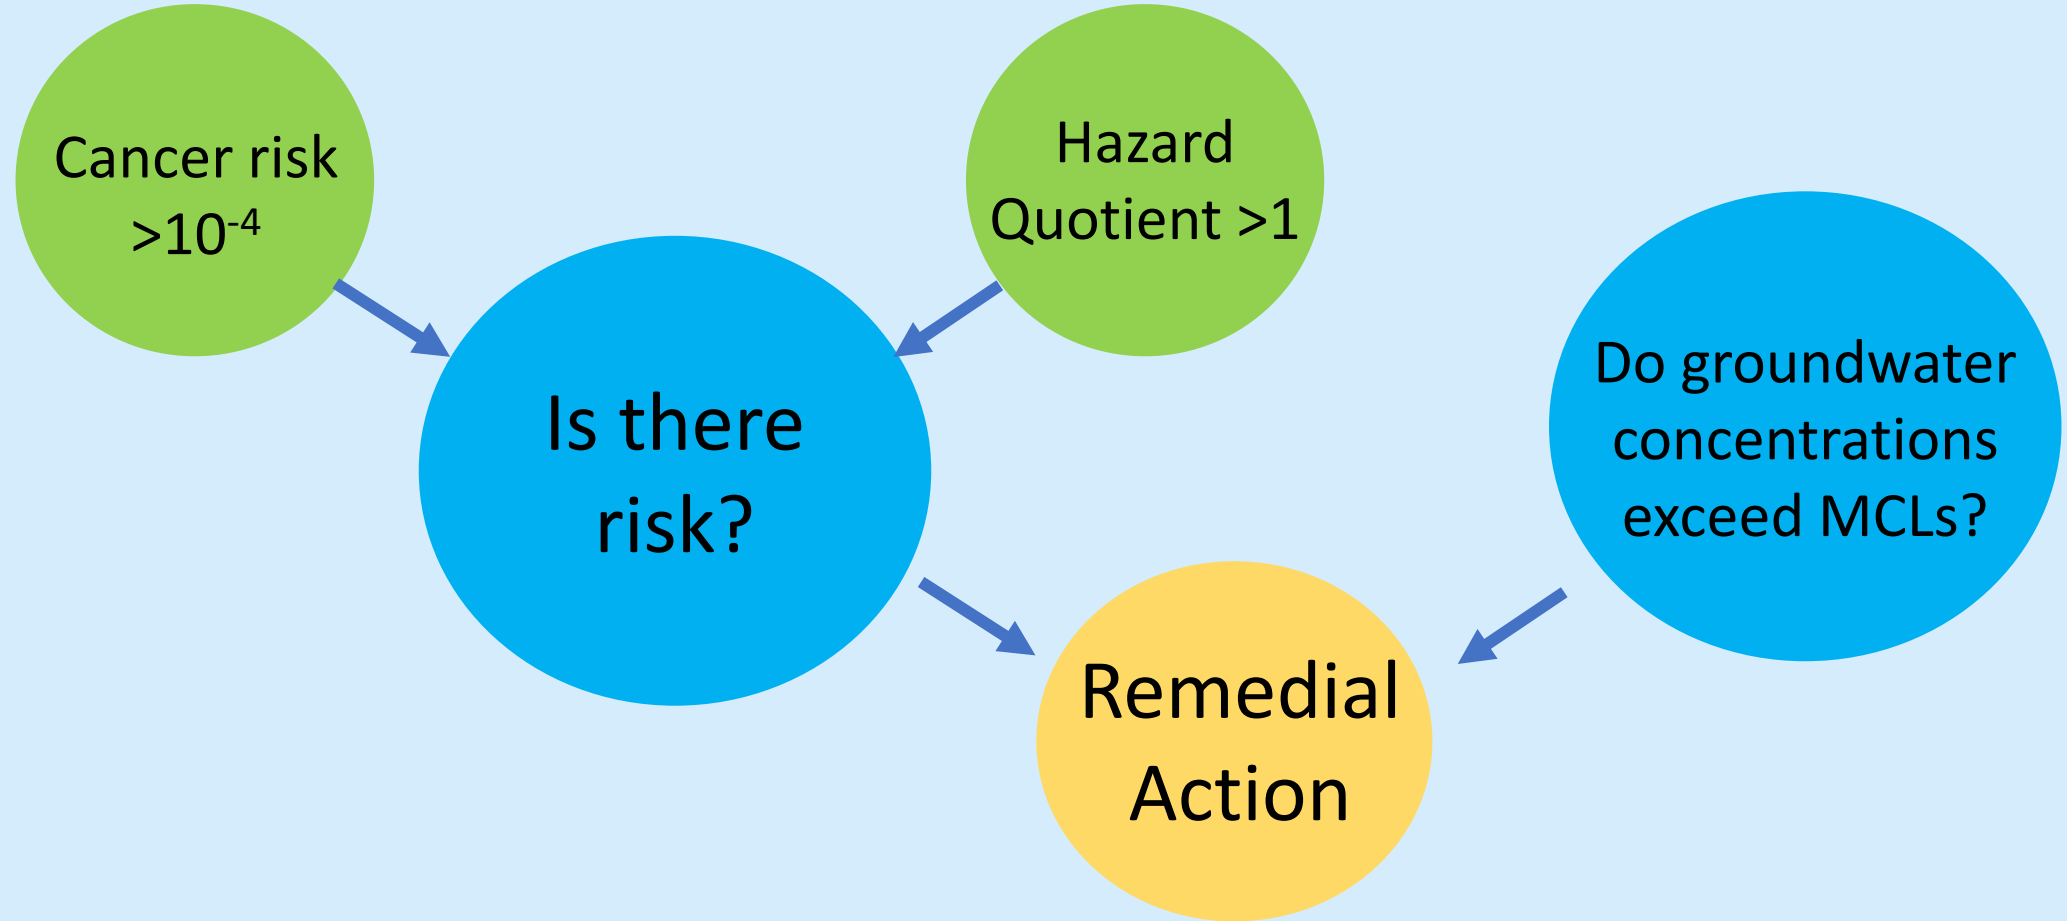 Cancer risk
>10⁻⁴
Hazard
Quotient >1
Is there
risk?
Do groundwater
concentrations
exceed MCLs?
Remedial
Action